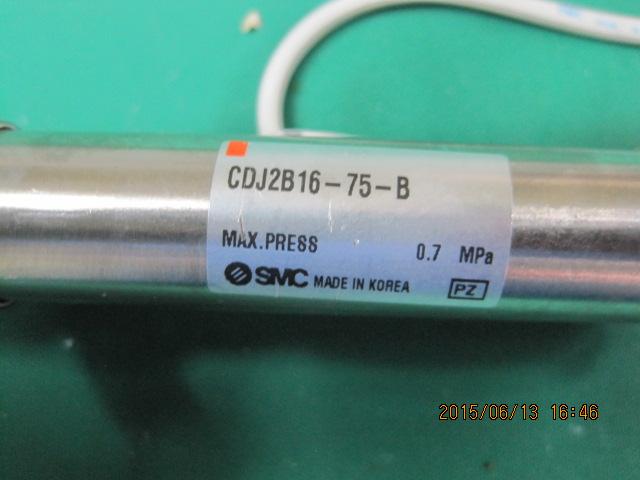 CDJ2B16-75-B
MAX.PRESS 0.7 MPa
SMC MADE IN KOREA PZ
2015/06/13 16:46